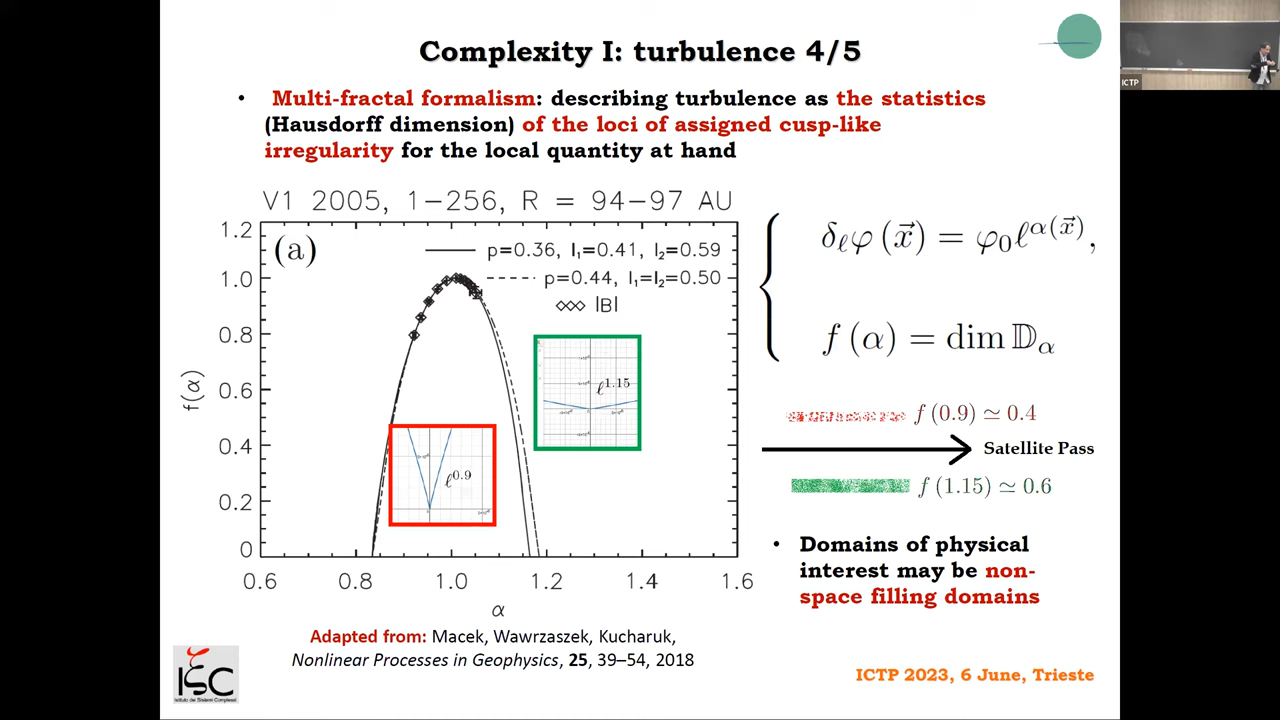 Complexity I: turbulence 4/5
ICTP
• Multi-fractal formalism: describing turbulence as the statistics
(Hausdorff dimension) of the loci of assigned cusp-like
irregularity for the local quantity at hand
V1 2005, 1−256, R = 94−97 AU
(a)
p=0.36, l₁=0.41, l₂=0.59
p=0.44, l₁=l₂=0.50
|B|
1.2
1.0
0.8
0.6
0.4
0.2
0
f(α)
ℓ^1.15
ℓ^0.9
0.6 0.8 1.0 1.2 1.4 1.6
α
δ_ℓφ (x⃗) = φ₀ℓ^α(x⃗),
f (α) = dim 𝔻_α
f (0.9) ≃ 0.4
Satellite Pass
f (1.15) ≃ 0.6
• Domains of physical
interest may be non-
space filling domains
Adapted from: Macek, Wawrzaszek, Kucharuk,
Nonlinear Processes in Geophysics, 25, 39–54, 2018
ISC
Istituto dei Sistemi Complessi
ICTP 2023, 6 June, Trieste